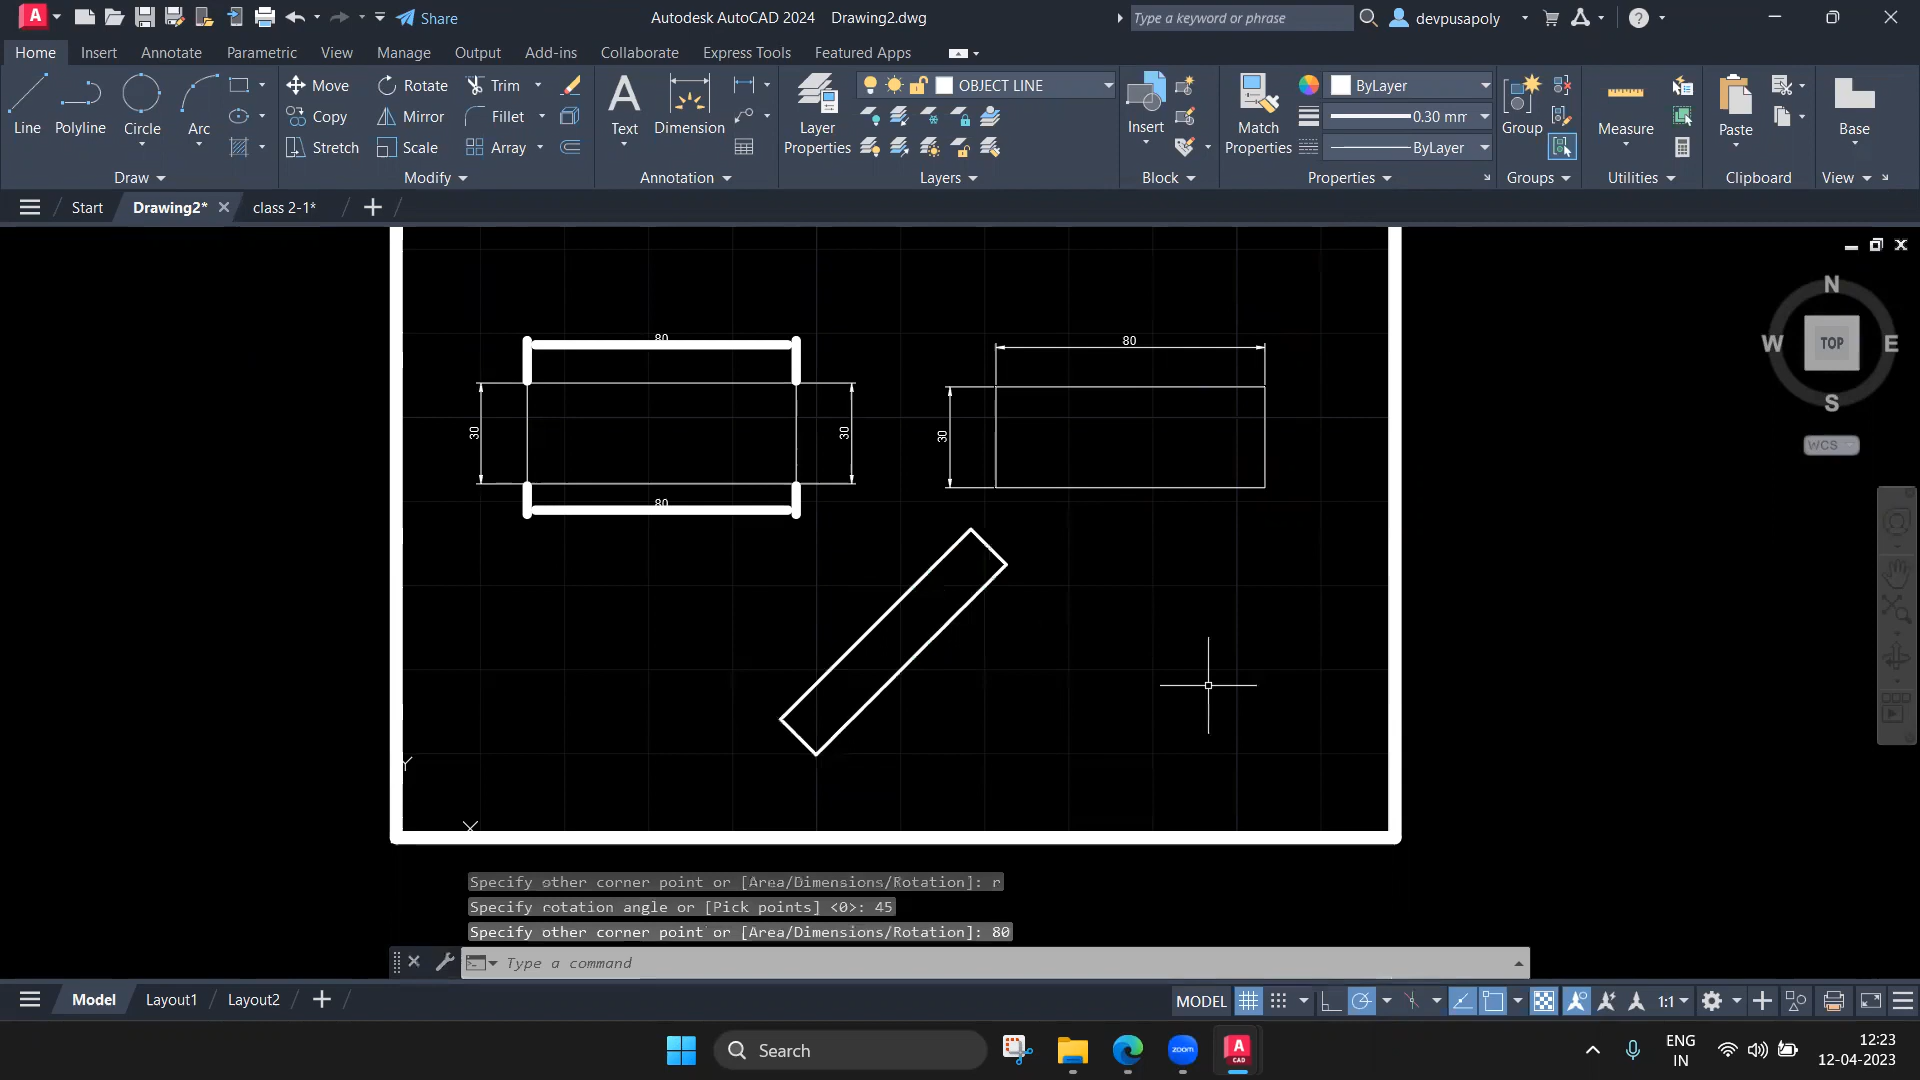 Share
Autodesk AutoCAD 2024 Drawing2.dwg
Type a keyword or phrase
devpusapoly
Home Insert Annotate Parametric View Manage Output Add-ins Collaborate Express Tools Featured Apps
Line Polyline Circle Arc
Move Rotate Trim
Copy Mirror Fillet
Stretch Scale Array
Text Dimension
Layer Properties
OBJECT LINE
Insert
Match Properties
ByLayer
0.30 mm
ByLayer
Group
Measure
Paste
Base
Draw Modify Annotation Layers Block Properties Groups Utilities Clipboard View
Start Drawing2* class 2-1*
N
W TOP E
S
WCS
80
80
30
30
30
80
Y
X
Specify other corner point or [Area/Dimensions/Rotation]: r
Specify rotation angle or [Pick points] <0>: 45
Specify other corner point or [Area/Dimensions/Rotation]: 80
Type a command
Model Layout1 Layout2
MODEL
1:1
Search
zoom
A
CAD
ENG
IN
12:23
12-04-2023